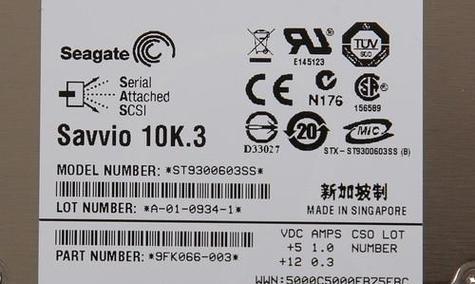 Seagate
Serial
Attached
SCSI
Savvio 10K.3
E145123
TUV
CE
N176
156589
D33027
20
MIC
STX - ST9300603SS (B)
MODEL NUMBER: *ST9300603SS*
LOT NUMBER: *A-01-0934-1*
新加坡制
MADE IN SINGAPORE
PART NUMBER: *9FK066-003*
VDC AMPS CSO LOT
+5 1.0 NUMBER
+12 0.3